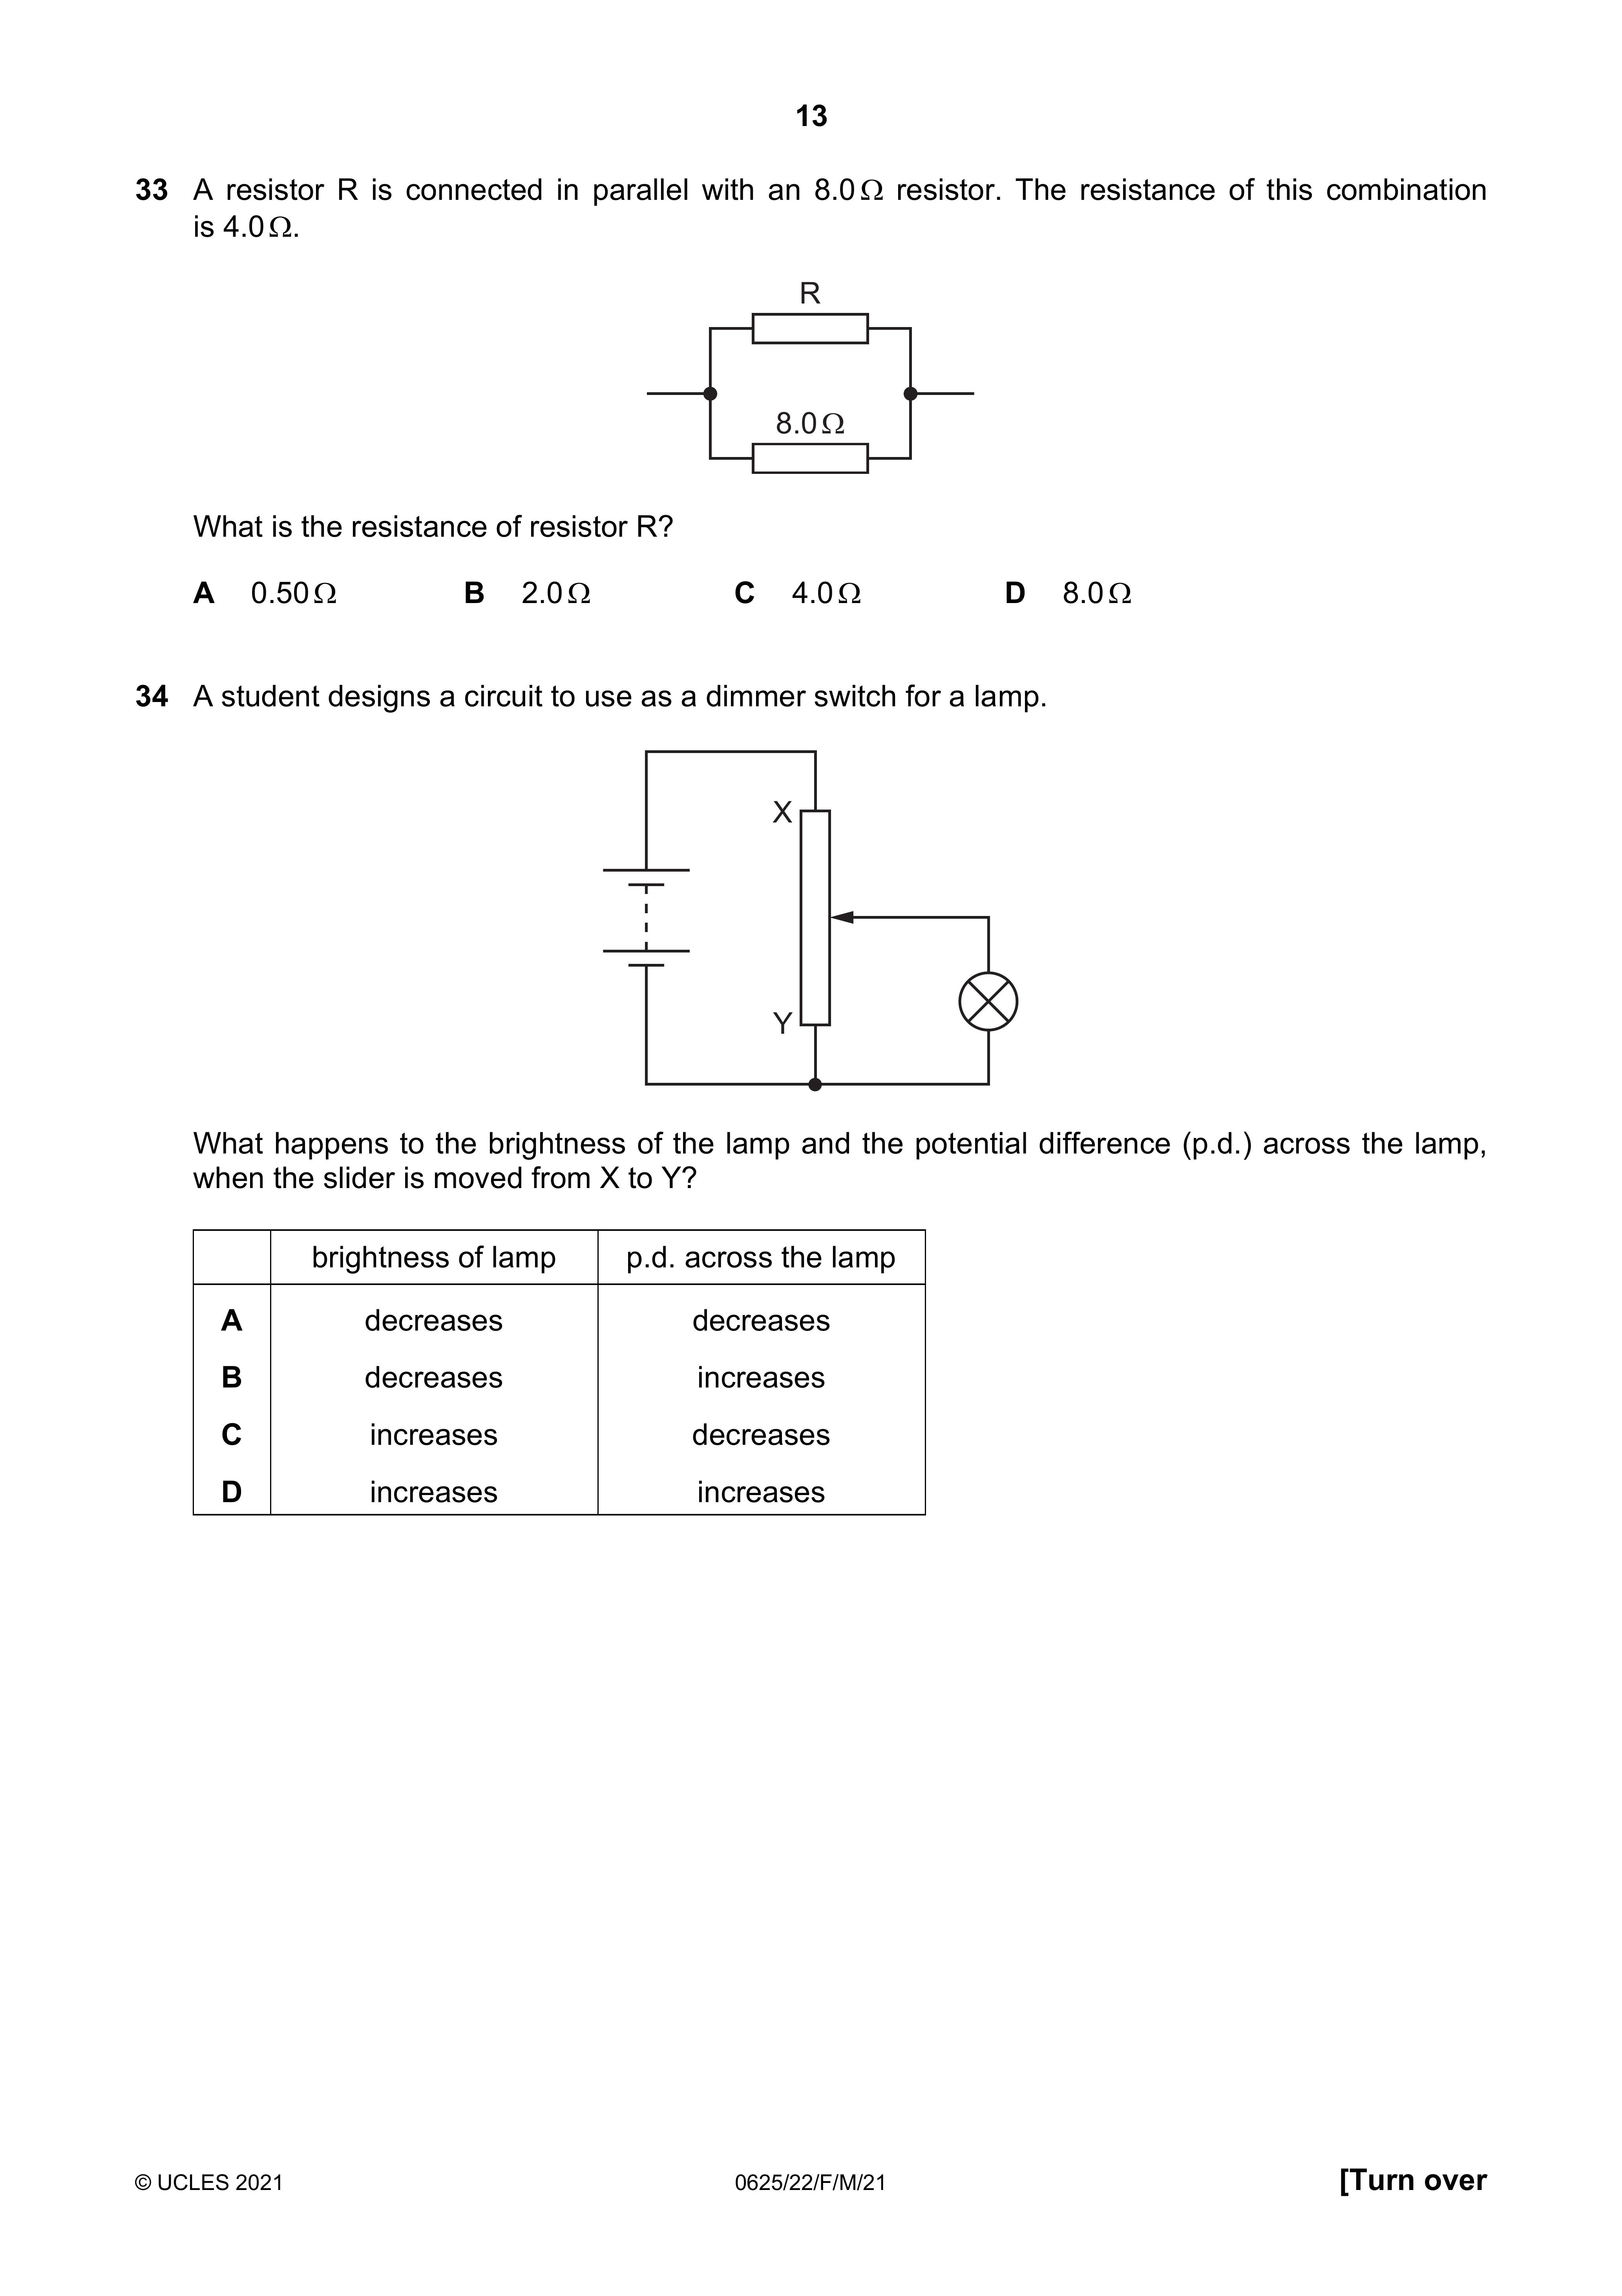 13
33 A resistor R is connected in parallel with an 8.0 Ω resistor. The resistance of this combination
is 4.0 Ω.
R
8.0 Ω
What is the resistance of resistor R?
A 0.50 Ω B 2.0 Ω C 4.0 Ω D 8.0 Ω
34 A student designs a circuit to use as a dimmer switch for a lamp.
X
Y
What happens to the brightness of the lamp and the potential difference (p.d.) across the lamp,
when the slider is moved from X to Y?
brightness of lamp p.d. across the lamp
A decreases decreases
B decreases increases
C increases decreases
D increases increases
© UCLES 2021 0625/22/F/M/21 [Turn over